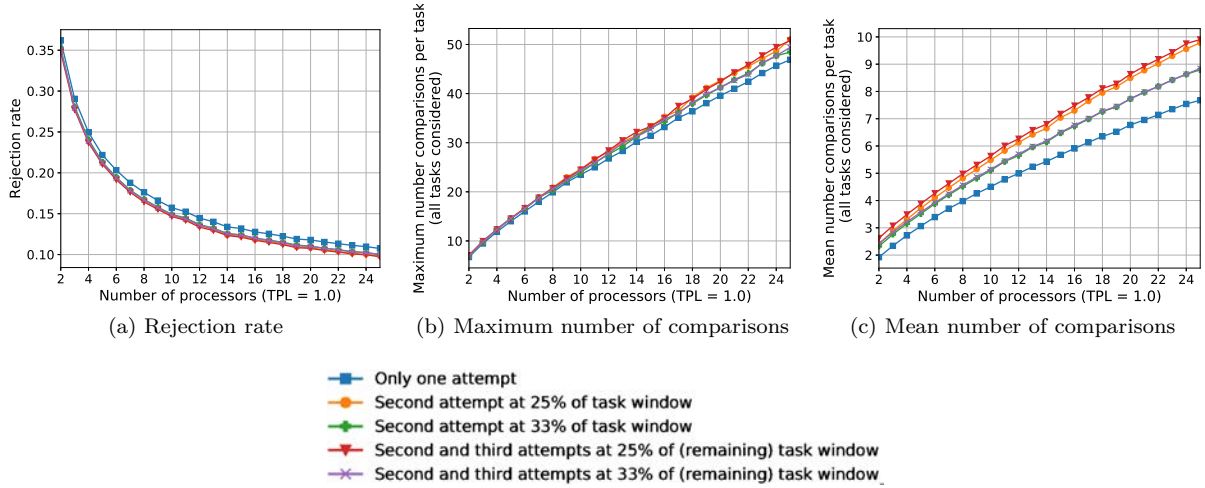 Rejection rate
0.35
0.30
0.25
0.20
0.15
0.10
2 4 6 8 10 12 14 16 18 20 22 24
Number of processors (TPL = 1.0)
(a) Rejection rate
Maximum number comparisons per task
(all tasks considered)
50
40
30
20
10
2 4 6 8 10 12 14 16 18 20 22 24
Number of processors (TPL = 1.0)
(b) Maximum number of comparisons
Mean number comparisons per task
(all tasks considered)
10
9
8
7
6
5
4
3
2
2 4 6 8 10 12 14 16 18 20 22 24
Number of processors (TPL = 1.0)
(c) Mean number of comparisons
Only one attempt
Second attempt at 25% of task window
Second attempt at 33% of task window
Second and third attempts at 25% of (remaining) task window
Second and third attempts at 33% of (remaining) task window